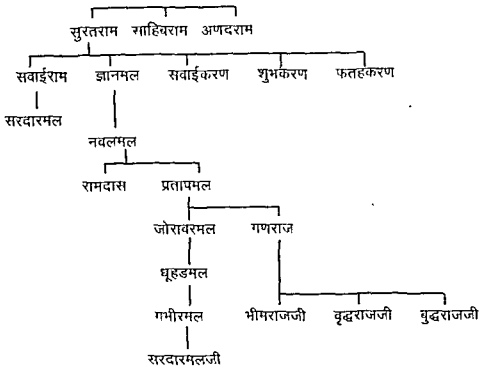 सुरतराम साहिबराम अणदराम
सवाईराम ज्ञानमल सवाईकरण शुभकरण फतहकरण
सरदारमल
नवलमल
रामदास प्रतापमल
जोरावरमल गणराज
धूहडमल
गभीरमल भीमराजजी वृद्धराजजी बुद्धराजजी
सरदारमलजी